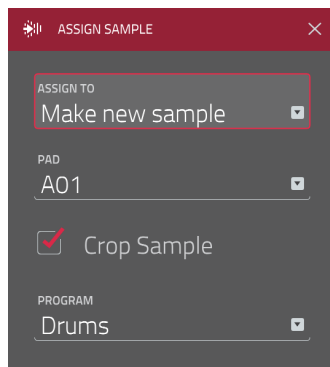 ASSIGN SAMPLE
ASSIGN TO
Make new sample
PAD
A01
Crop Sample
PROGRAM
Drums